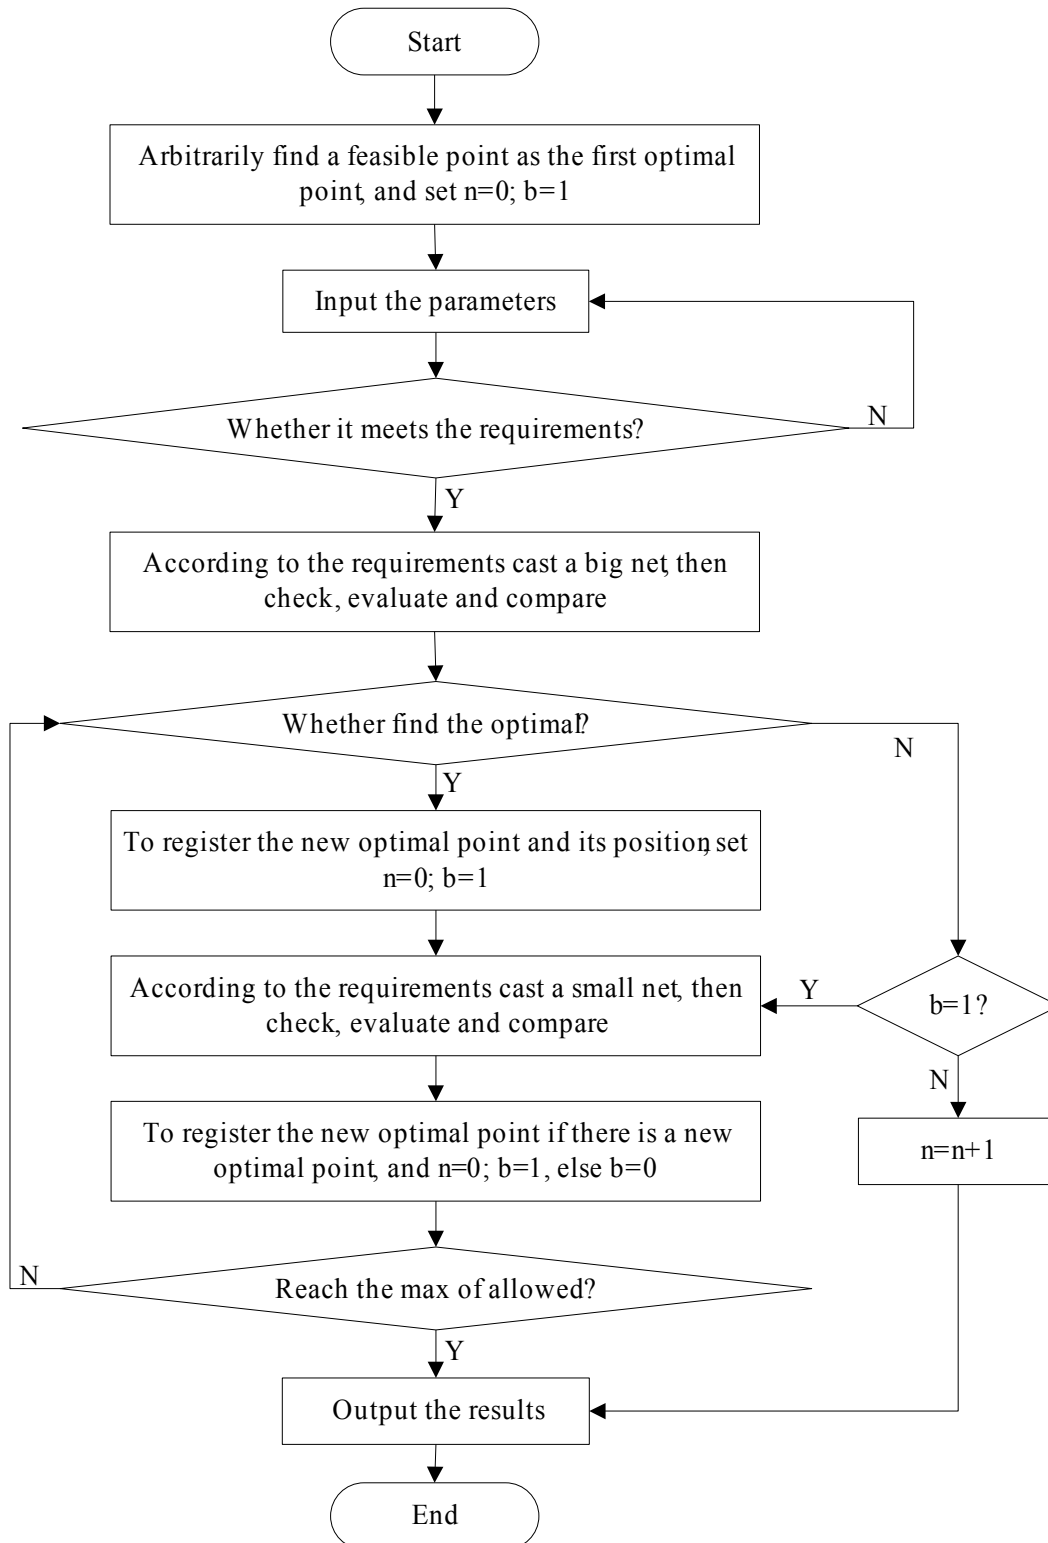 Start
Arbitrarily find a feasible point as the first optimal
point, and set n=0; b=1
Input the parameters
Whether it meets the requirements?
N
Y
According to the requirements cast a big net, then
check, evaluate and compare
Whether find the optimal?
N
Y
To register the new optimal point and its position, set
n=0; b=1
According to the requirements cast a small net, then
check, evaluate and compare
Y
b=1?
N
To register the new optimal point if there is a new
optimal point, and n=0; b=1, else b=0
n=n+1
N
Reach the max of allowed?
Y
Output the results
End